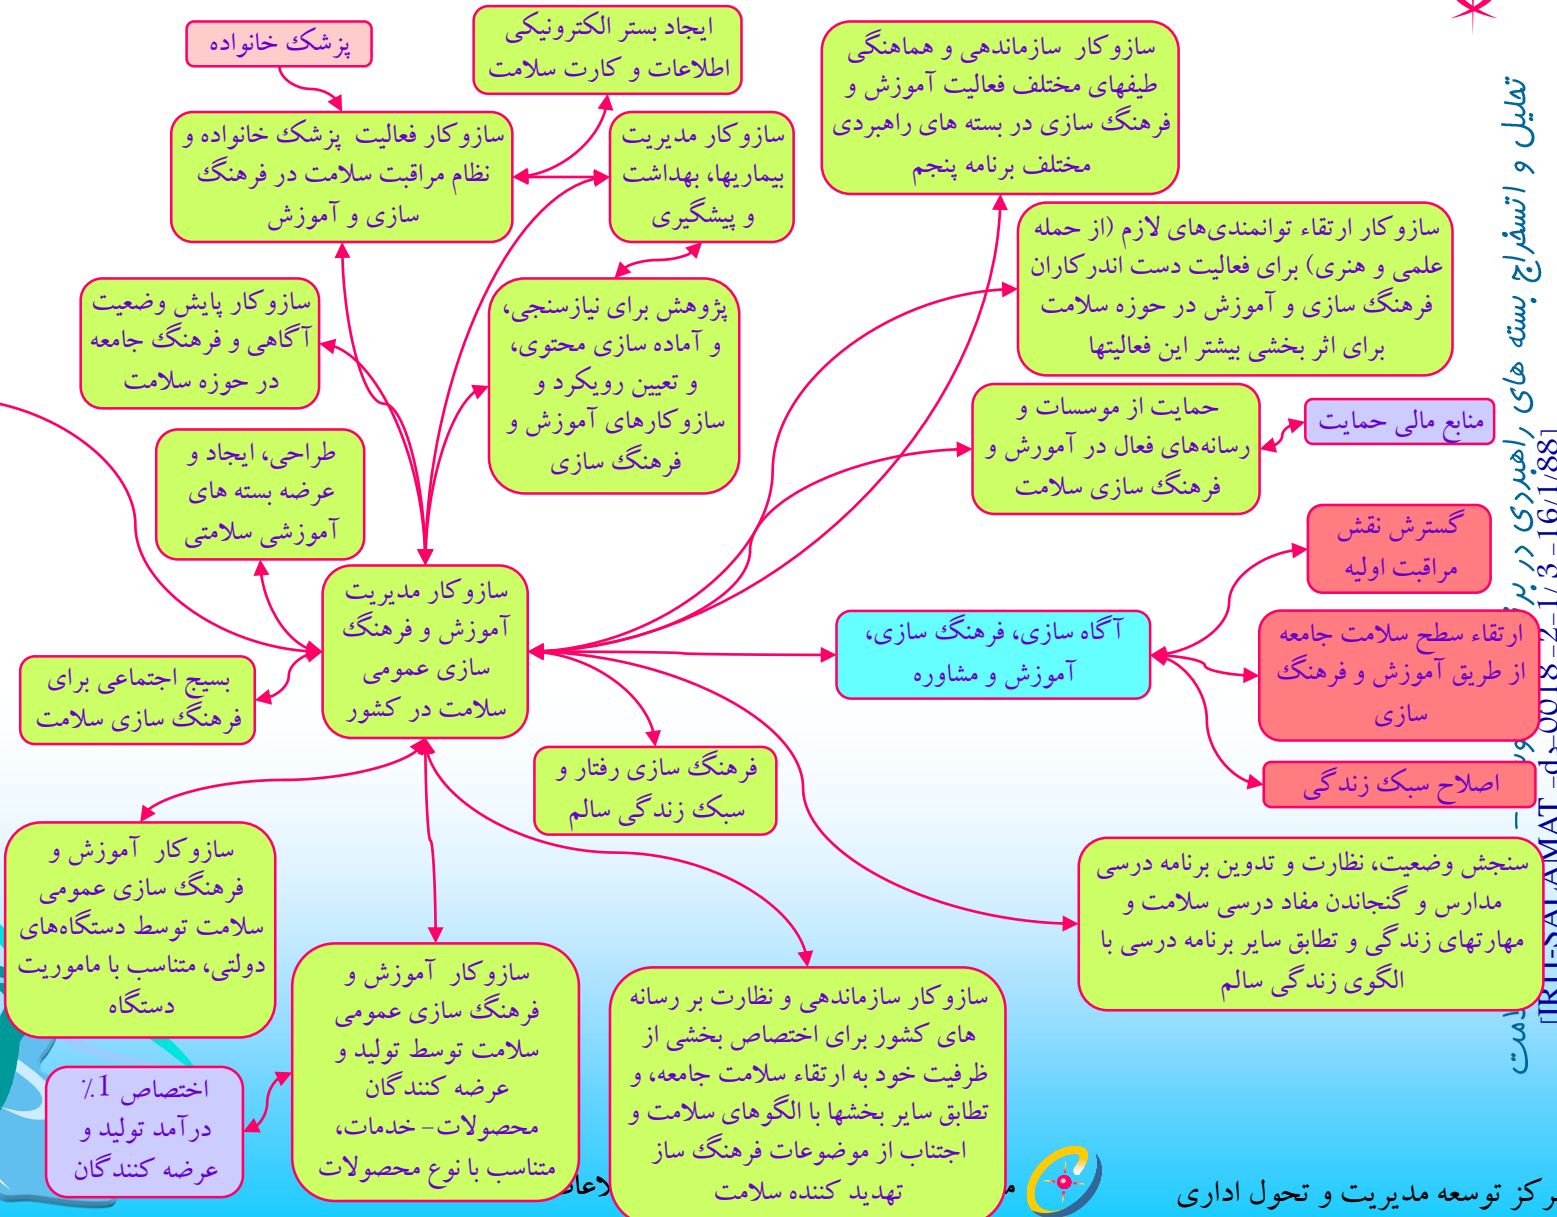 پزشک خانواده
ایجاد بستر الکترونیکی
اطلاعات و کارت سلامت
سازوکار سازماندهی و هماهنگی
طیفهای مختلف فعالیت آموزش و
فرهنگ سازی در بسته های راهبردی
مختلف برنامه پنجم
سازوکار فعالیت پزشک خانواده و
نظام مراقبت سلامت در فرهنگ
سازی و آموزش
سازوکار مدیریت
بیماریها، بهداشت
و پیشگیری
سازوکار ارتقاء توانمندی‌های لازم (از حمله
علمی و هنری) برای فعالیت دست اندرکاران
فرهنگ سازی و آموزش در حوزه سلامت
برای اثر بخشی بیشتر این فعالیتها
سازوکار پایش وضعیت
آگاهی و فرهنگ جامعه
در حوزه سلامت
پژوهش برای نیازسنجی،
و آماده سازی محتوی،
و تعیین رویکرد و
سازوکارهای آموزش و
فرهنگ سازی
حمایت از موسسات و
رسانه‌های فعال در آمورش و
فرهنگ سازی سلامت
منابع مالی حمایت
طراحی، ایجاد و
عرضه بسته های
آموزشی سلامتی
گسترش نقش
مراقبت اولیه
سازوکار مدیریت
آموزش و فرهنگ
سازی عمومی
سلامت در کشور
آگاه سازی، فرهنگ سازی،
آموزش و مشاوره
ارتقاء سطح سلامت جامعه
از طریق آموزش و فرهنگ
سازی
بسیج اجتماعی برای
فرهنگ سازی سلامت
فرهنگ سازی رفتار و
سبک زندگی سالم
اصلاح سبک زندگی
سازوکار آموزش و
فرهنگ سازی عمومی
سلامت توسط دستگاه‌های
دولتی، متناسب با ماموریت
دستگاه
سنجش وضعیت، نظارت و تدوین برنامه درسی
مدارس و گنجاندن مفاد درسی سلامت و
مهارتهای زندگی و تطابق سایر برنامه درسی با
الگوی زندگی سالم
سازوکار آموزش و
فرهنگ سازی عمومی
سلامت توسط تولید و
عرضه کنندگان
محصولات- خدمات،
متناسب با نوع محصولات
سازوکار سازماندهی و نظارت بر رسانه
های کشور برای اختصاص بخشی از
ظرفیت خود به ارتقاء سلامت جامعه، و
تطابق سایر بخشها با الگوهای سلامت و
اجتناب از موضوعات فرهنگ ساز
تهدید کننده سلامت
اختصاص 1٪
درآمد تولید و
عرضه کنندگان
تحلیل و اتسفراج بسته های راهبردی در
رکز توسعه مدیریت و تحول اداری